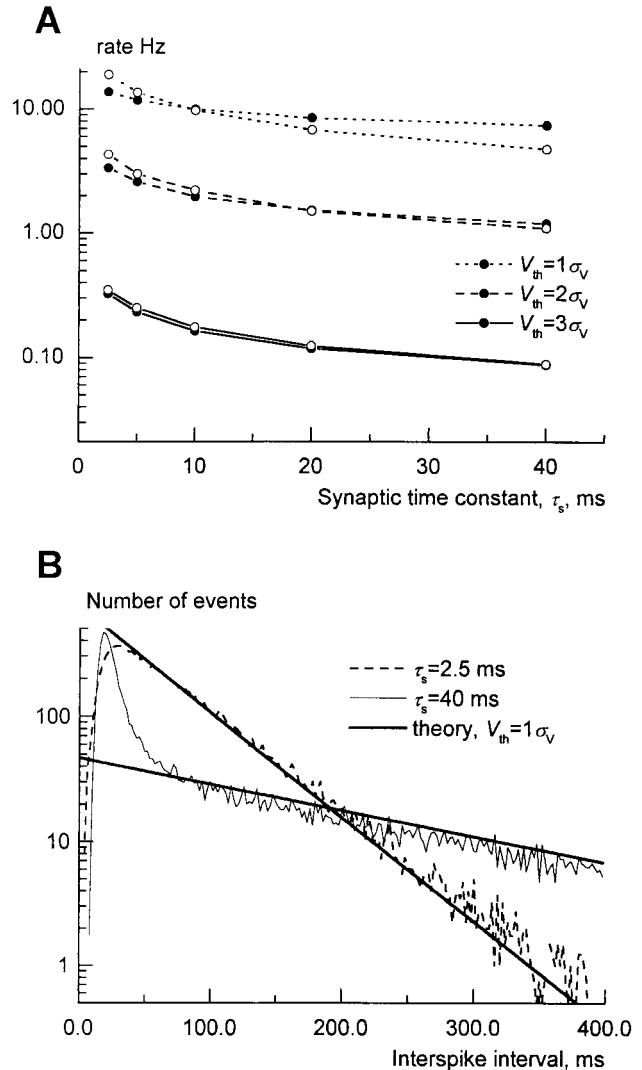 A
rate Hz
10.00
1.00
0.10
V_th=1σ_V
V_th=2σ_V
V_th=3σ_V
0 10 20 30 40
Synaptic time constant, τ_s, ms
B
Number of events
100
10
1
τ_s=2.5 ms
τ_s=40 ms
theory, V_th=1σ_V
0.0 100.0 200.0 300.0 400.0
Interspike interval, ms